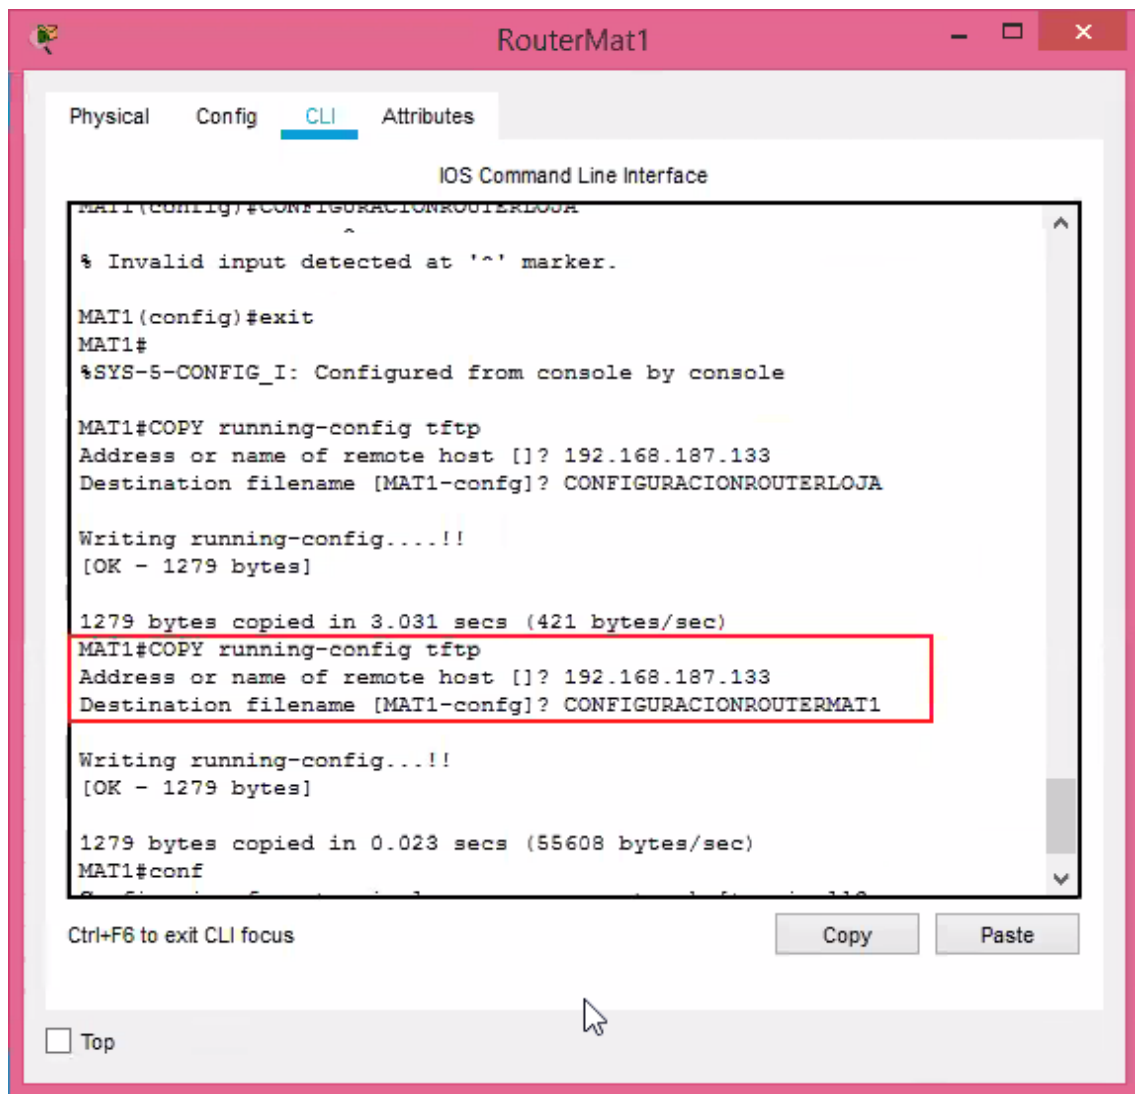 RouterMat1
Physical Config CLI Attributes
IOS Command Line Interface
MAT1(config)#CONFIGURACIONROUTERLOJA
^
% Invalid input detected at '^' marker.
MAT1(config)#exit
MAT1#
%SYS-5-CONFIG_I: Configured from console by console
MAT1#COPY running-config tftp
Address or name of remote host []? 192.168.187.133
Destination filename [MAT1-confg]? CONFIGURACIONROUTERLOJA
Writing running-config....!!
[OK - 1279 bytes]
1279 bytes copied in 3.031 secs (421 bytes/sec)
MAT1#COPY running-config tftp
Address or name of remote host []? 192.168.187.133
Destination filename [MAT1-confg]? CONFIGURACIONROUTERMAT1
Writing running-config...!!
[OK - 1279 bytes]
1279 bytes copied in 0.023 secs (55608 bytes/sec)
MAT1#conf
Ctrl+F6 to exit CLI focus
Copy Paste
Top